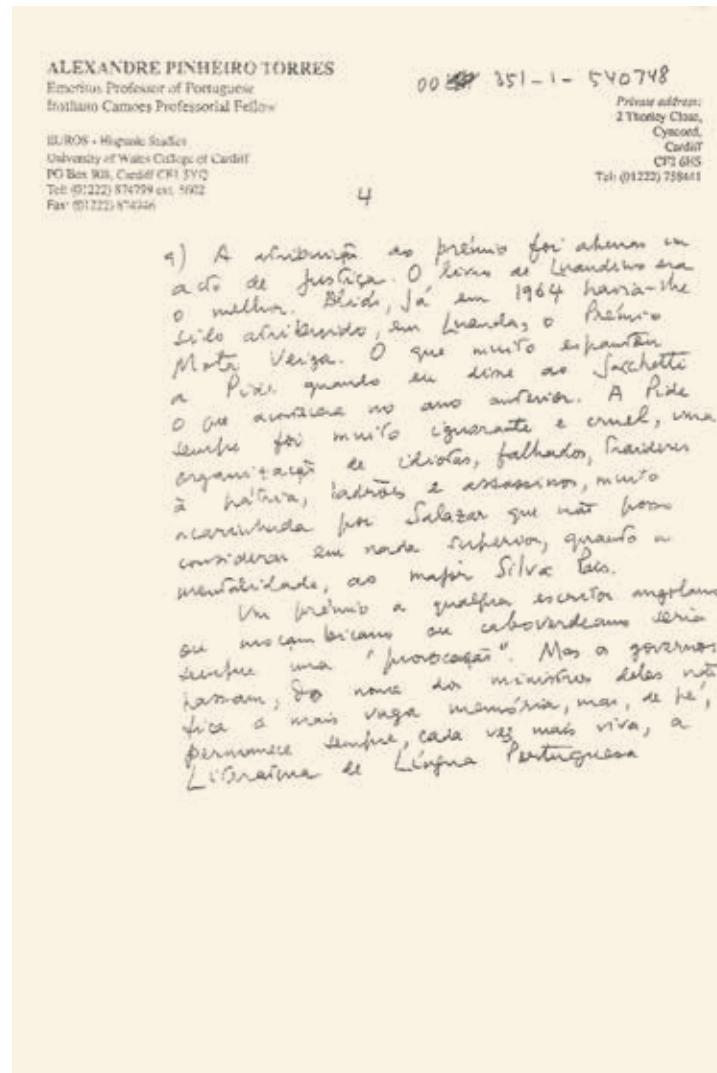 ALEXANDRE PINHEIRO TORRES
Emeritus Professor of Portuguese
Instituto Camoes Professorial Fellow
00 351-1-540748
Private address:
2 Thorley Close,
Cyncoed,
Cardiff
CF2 6HS
Tel: (01222) 758441
EUROS - Hispanic Studies
University of Wales College of Cardiff
PO Box 908, Cardiff CF1 3YQ
Tel: (01222) 874799 ext. 5602
Fax: (01222) 874946
4
9) A atribuição do prémio foi apenas um
acto de justiça. O livro de Luandino era
o melhor. Aliás, já em 1964 havia-lhe
sido atribuído, em Luanda, o Prémio
Mota Veiga. O que muito espantou
a Pide quando eu disse ao Sacchetti
o que acontecera no ano anterior. A Pide
sempre foi muito ignorante e cruel, uma
organização de idiotas, falhados, traidores
à pátria, ladrões e assassinos, muito
acarinhada por Salazar que não posso
considerar em nada superior, quanto a
mentalidade, ao major Silva Pais.
Um prémio a qualquer escritor angolano
ou moçambicano ou caboverdeano seria
sempre uma "provocação". Mas os governos
passam, do nome dos ministros deles não
fica a mais vaga memória, mas, de pé,
permanece sempre, cada vez mais viva, a
Literatura de Língua Portuguesa